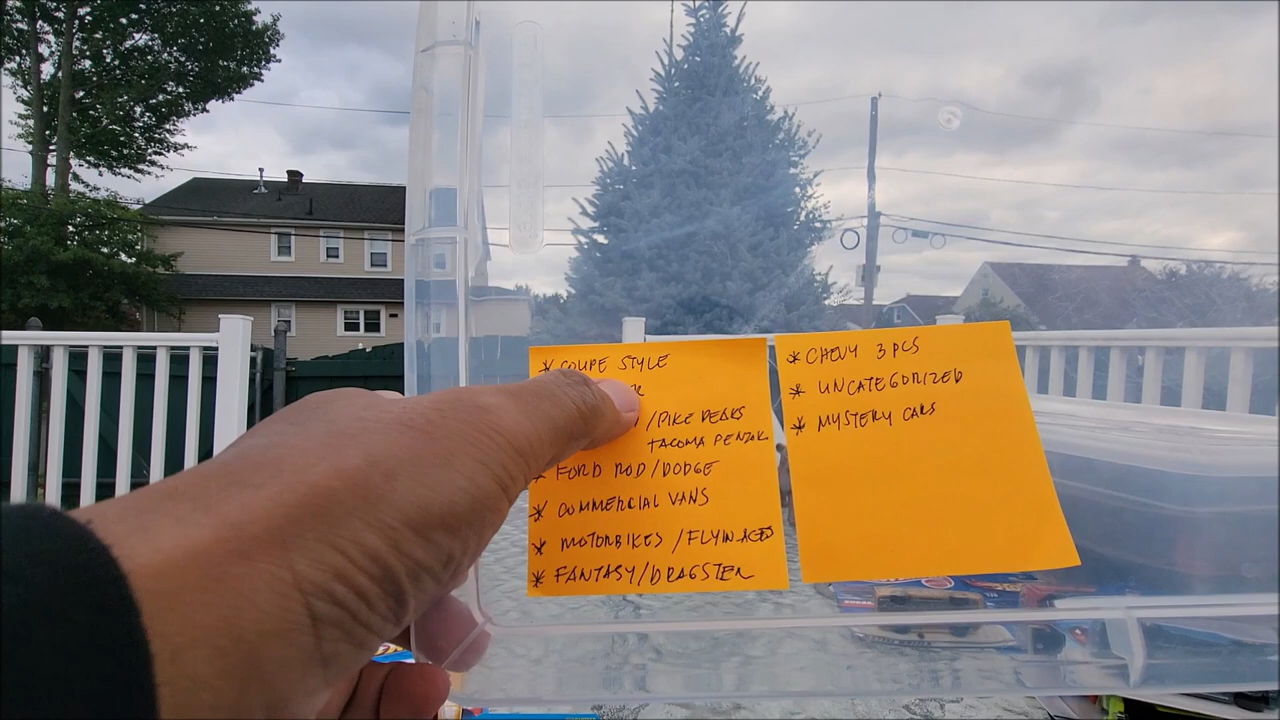 * COUPE STYLE
/PIKE PEAKS
TACOMA PENZOIL
* FORD ROD/DODGE
* COMMERCIAL VANS
* MOTORBIKES /FLYIN ACES
* FANTASY/DRAGSTER
* CHEVY 3 PCS
* UNCATEGORIZED
* MYSTERY CARS